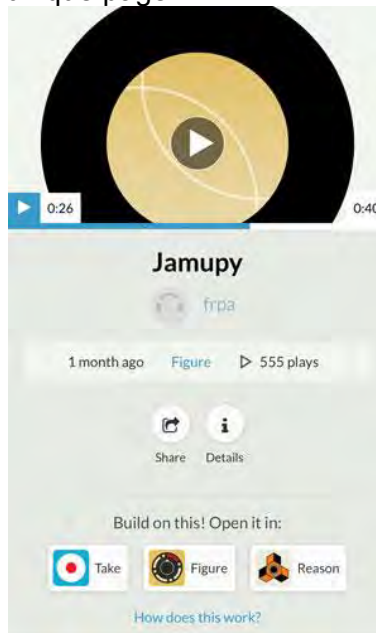 0:26 0:40
Jamupy
frpa
1 month ago Figure 555 plays
Share Details
Build on this! Open it in:
Take Figure Reason
How does this work?